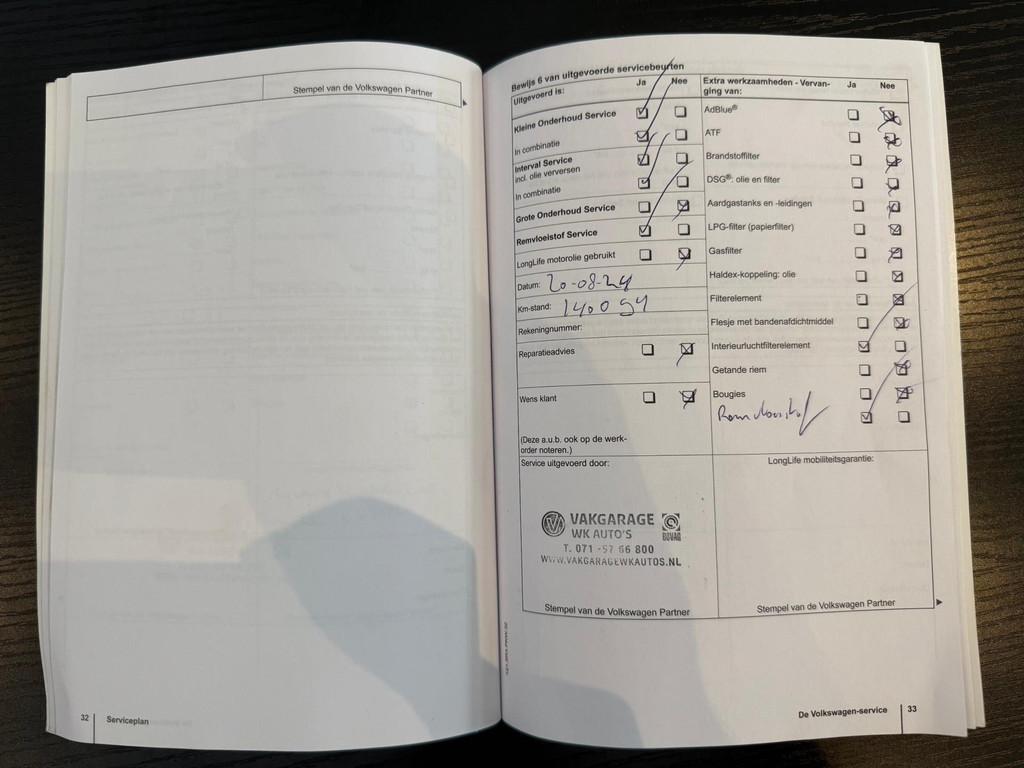 Stempel van de Volkswagen Partner
32 Serviceplan
Bewijs 6 van uitgevoerde servicebeurten
Uitgevoerd is: Ja Nee
Kleine Onderhoud Service
In combinatie
Interval Service
incl. olie verversen
In combinatie
Grote Onderhoud Service
Remvloeistof Service
LongLife motorolie gebruikt
Datum: 20-08-24
Km-stand: 140094
Rekeningnummer:
Reparatieadvies
Wens klant
(Deze a.u.b. ook op de werk-
order noteren.)
Extra werkzaamheden - Vervan- Ja Nee
ging van:
AdBlue®
ATF
Brandstoffilter
DSG®: olie en filter
Aardgastanks en -leidingen
LPG-filter (papierfilter)
Gasfilter
Haldex-koppeling: olie
Filterelement
Flesje met bandenafdichtmiddel
Interieurluchtfilterelement
Getande riem
Bougies
Service uitgevoerd door:
VAKGARAGE
WK AUTO'S
BOVAG
T. 071 -57 66 800
WWW.VAKGARAGEWKAUTOS.NL
Stempel van de Volkswagen Partner
LongLife mobiliteitsgarantie:
Stempel van de Volkswagen Partner
De Volkswagen-service 33